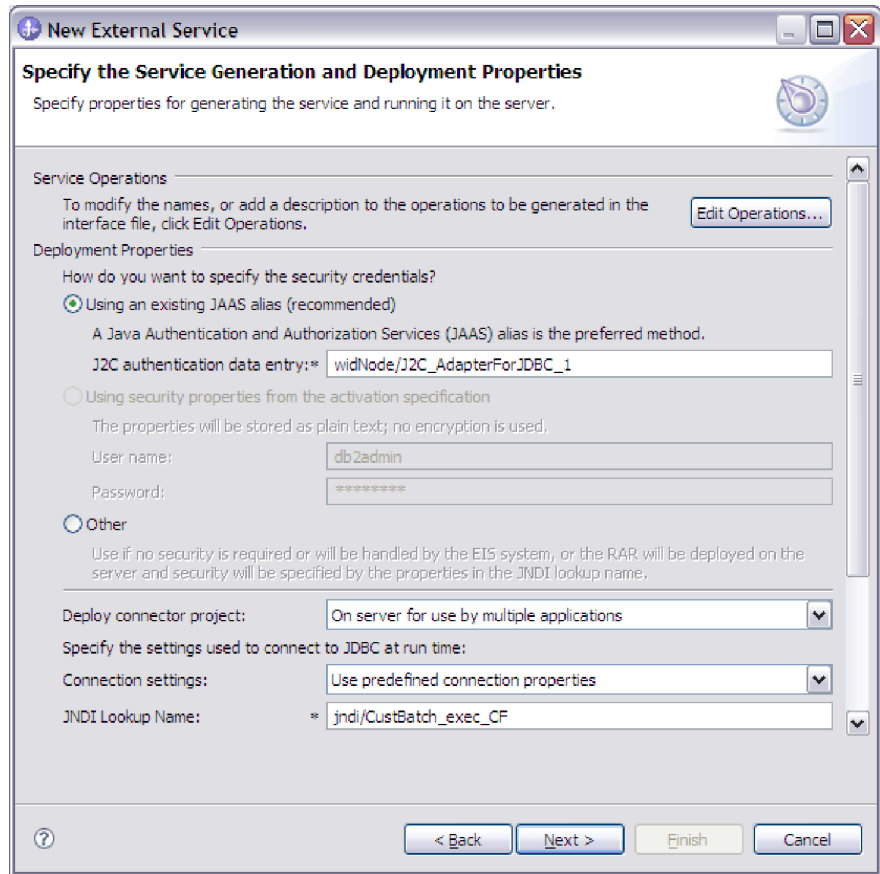 New External Service
Specify the Service Generation and Deployment Properties
Specify properties for generating the service and running it on the server.
Service Operations
To modify the names, or add a description to the operations to be generated in the
interface file, click Edit Operations.
Edit Operations...
Deployment Properties
How do you want to specify the security credentials?
Using an existing JAAS alias (recommended)
A Java Authentication and Authorization Services (JAAS) alias is the preferred method.
J2C authentication data entry:* widNode/J2C_AdapterForJDBC_1
Using security properties from the activation specification
The properties will be stored as plain text; no encryption is used.
User name: db2admin
Password: ********
Other
Use if no security is required or will be handled by the EIS system, or the RAR will be deployed on the
server and security will be specified by the properties in the JNDI lookup name.
Deploy connector project: On server for use by multiple applications
Specify the settings used to connect to JDBC at run time:
Connection settings: Use predefined connection properties
JNDI Lookup Name: * jndi/CustBatch_exec_CF
? < Back Next > Finish Cancel